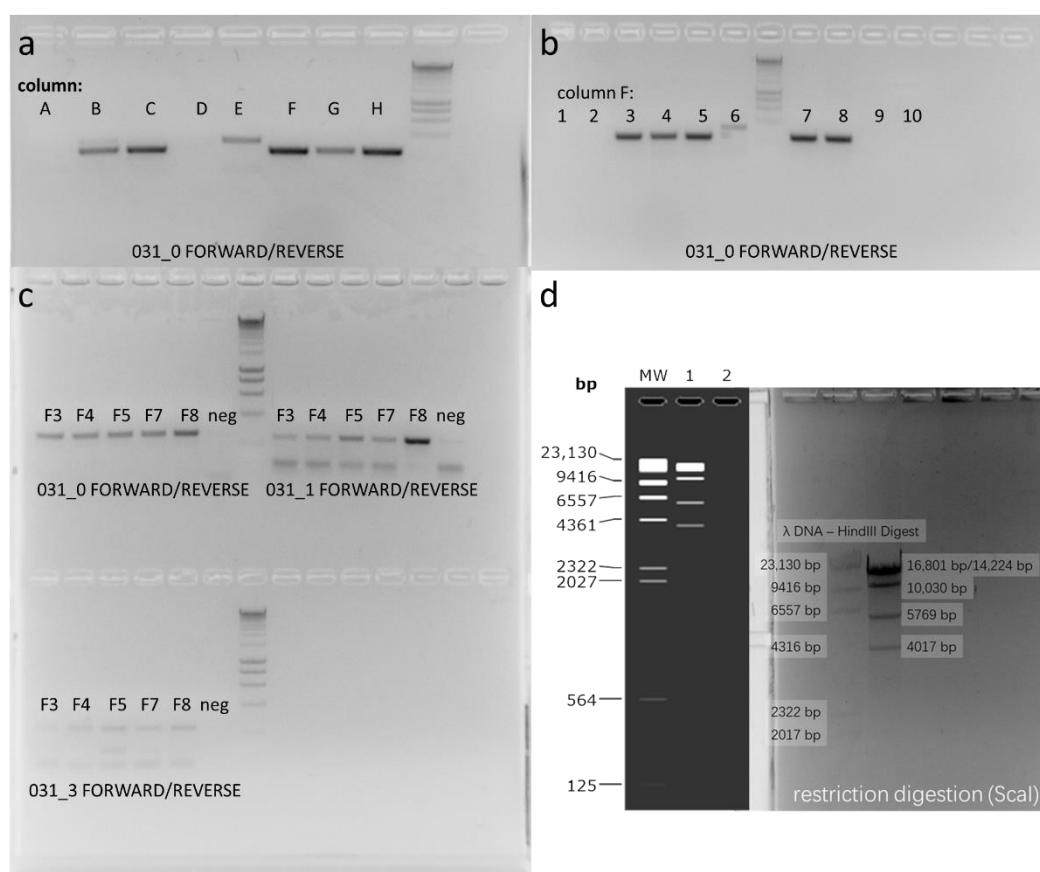 a
column:
A B C D E F G H
031_0 FORWARD/REVERSE
b
column F:
1 2 3 4 5 6 7 8 9 10
031_0 FORWARD/REVERSE
c
F3 F4 F5 F7 F8 neg
031_0 FORWARD/REVERSE
F3 F4 F5 F7 F8 neg
031_1 FORWARD/REVERSE
F3 F4 F5 F7 F8 neg
031_3 FORWARD/REVERSE
d
bp MW 1 2
23,130
9416
6557
4361
2322
2027
564
125
λ DNA – HindIII Digest
23,130 bp 16,801 bp/14,224 bp
9416 bp 10,030 bp
6557 bp 5769 bp
4316 bp 4017 bp
2322 bp
2017 bp
restriction digestion (ScaI)